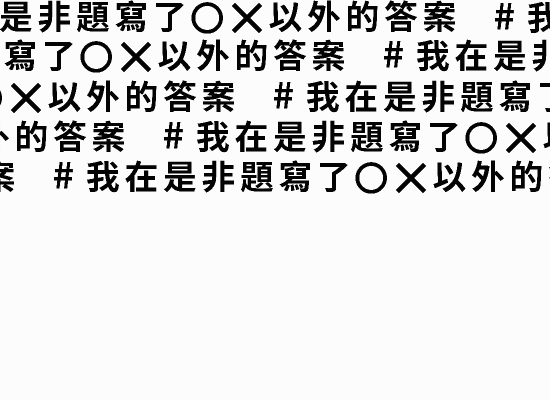 是非題寫了〇✕以外的答案 # 我
寫了〇✕以外的答案 # 我在是非
✕以外的答案 # 我在是非題寫了
的答案 # 我在是非題寫了〇✕
案 # 我在是非題寫了〇✕以外的